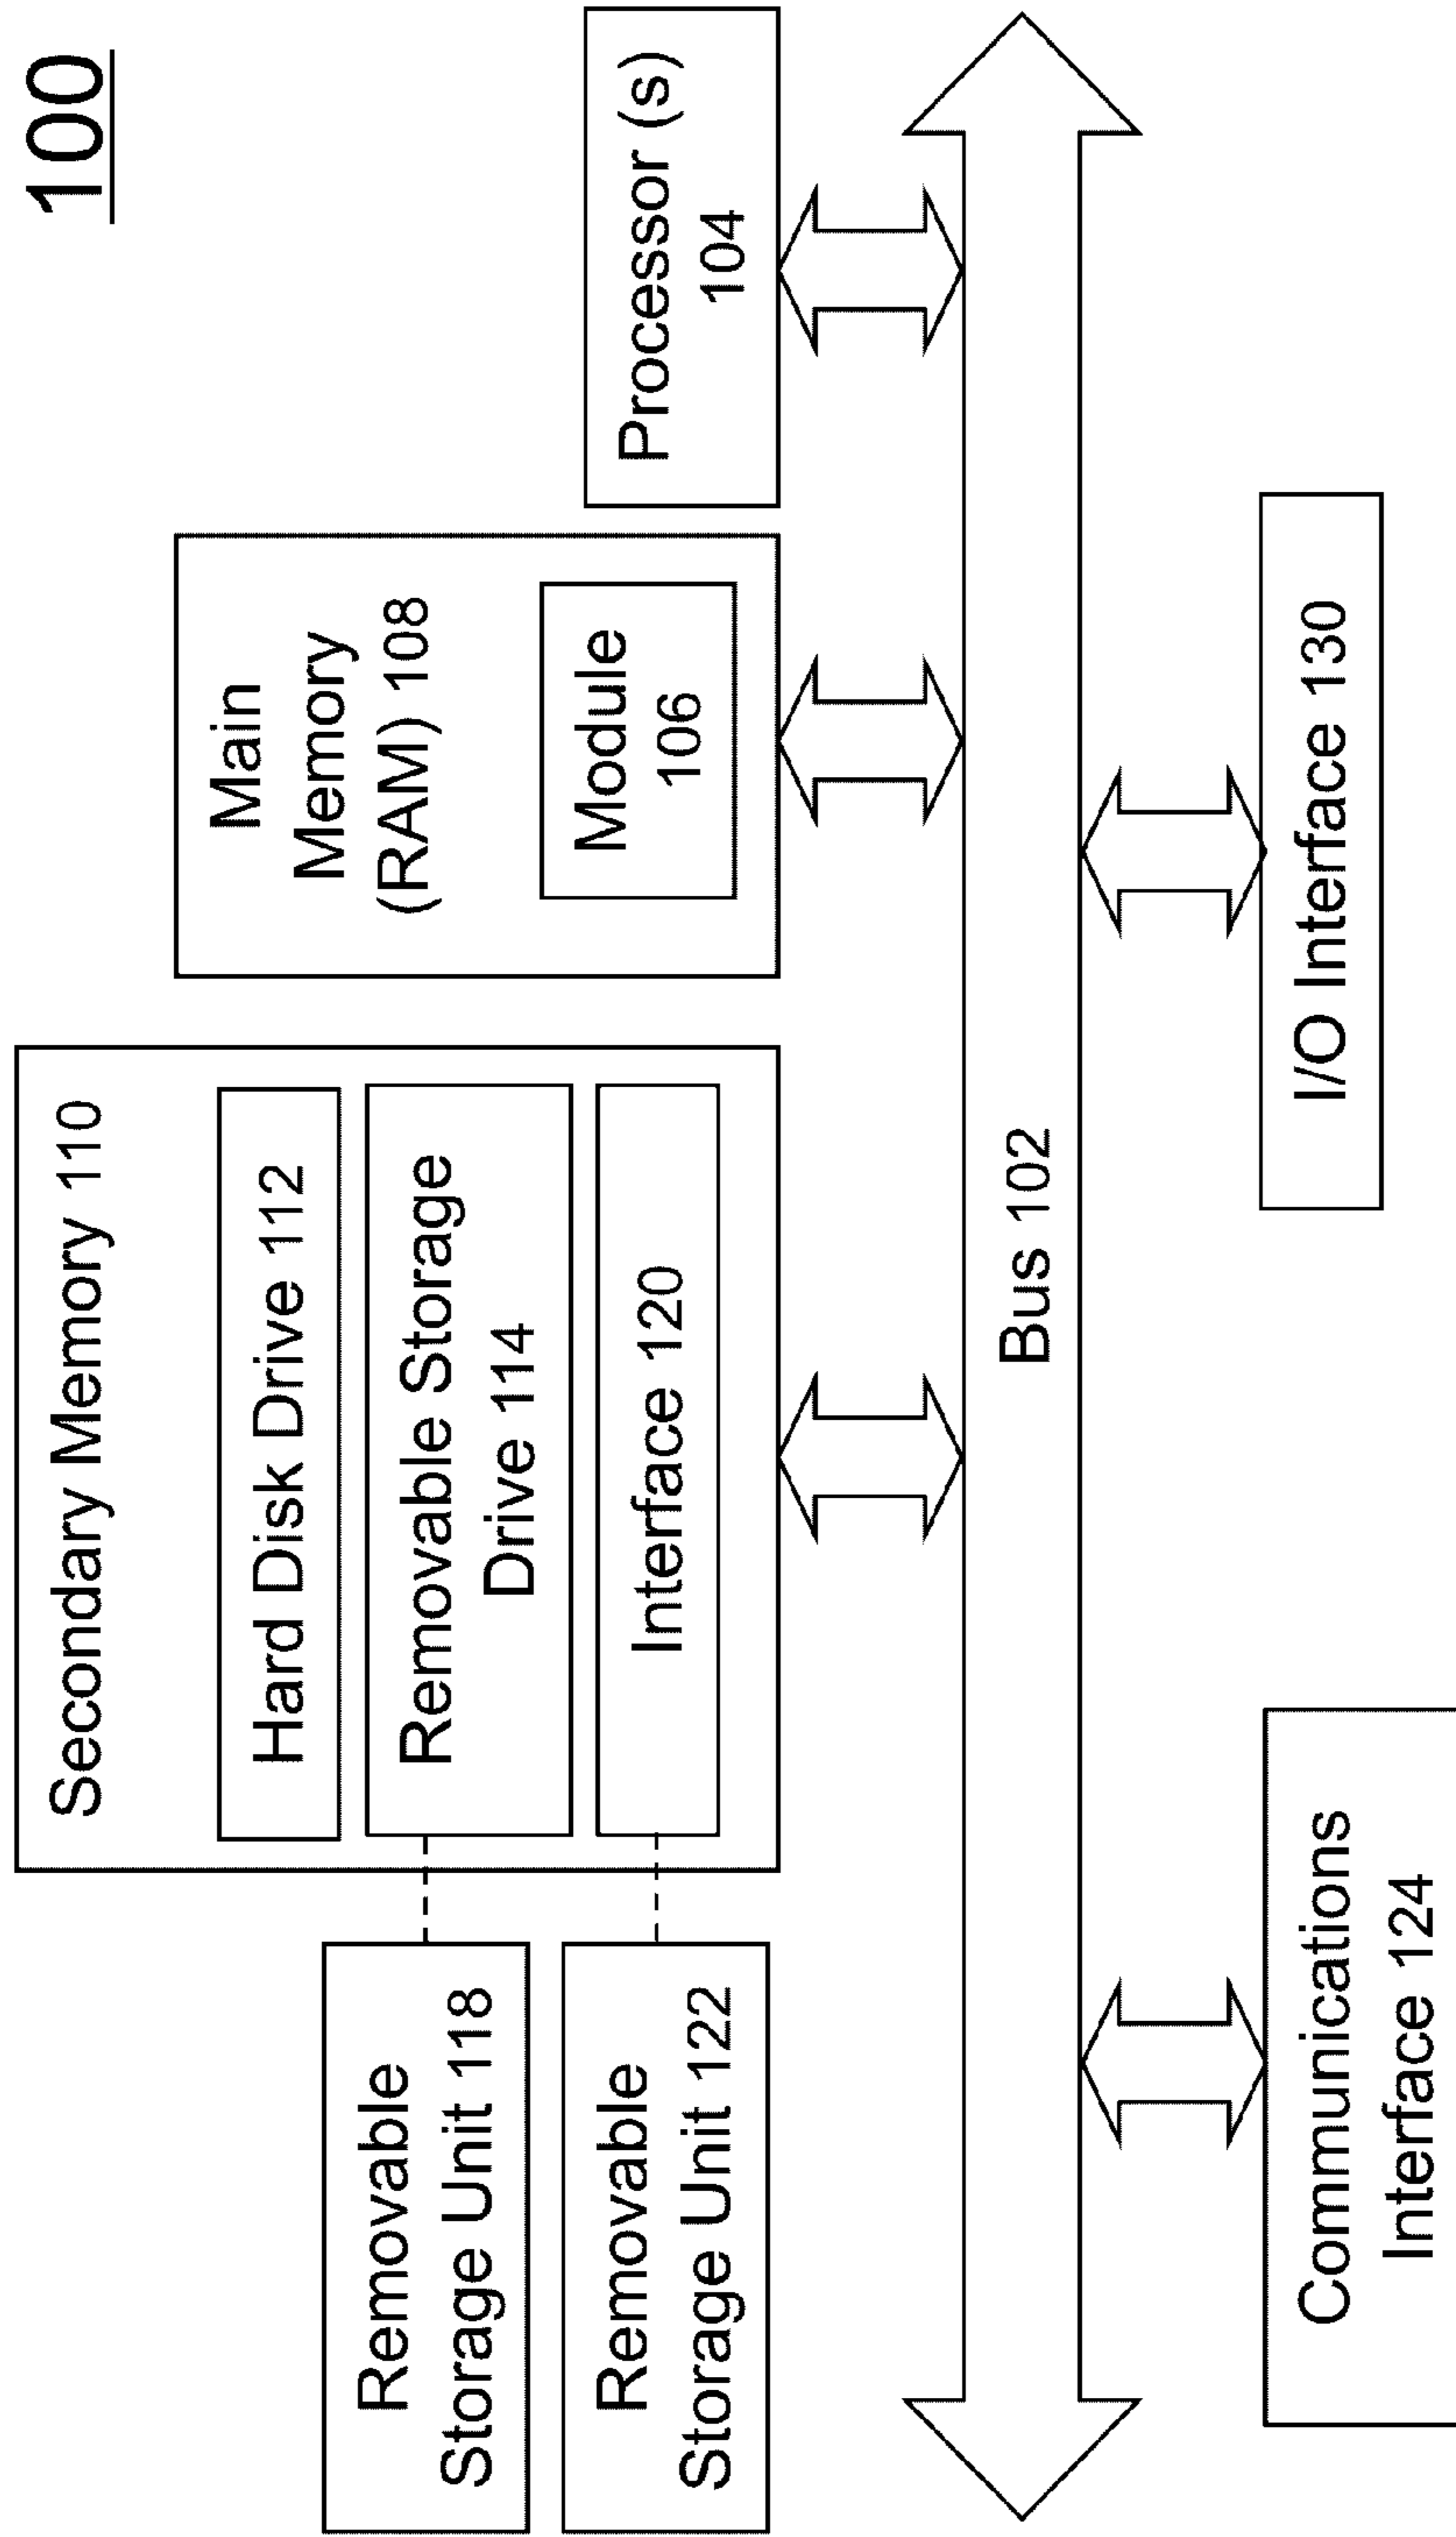 100
Secondary Memory 110
Hard Disk Drive 112
Removable Storage
Drive 114
Interface 120
Removable
Storage Unit 118
Removable
Storage Unit 122
Main
Memory
(RAM) 108
Module
106
Processor (s)
104
Bus 102
Communications
Interface 124
I/O Interface 130